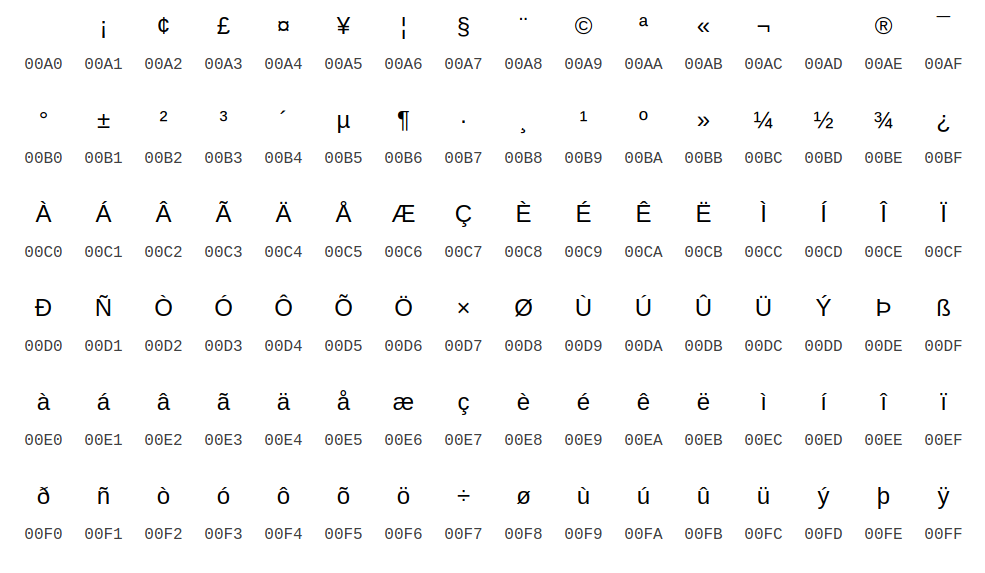 ¡ ¢ £ ¤ ¥ ¦ § ¨ © ª « ¬ ® ¯
00A0 00A1 00A2 00A3 00A4 00A5 00A6 00A7 00A8 00A9 00AA 00AB 00AC 00AD 00AE 00AF
° ± ² ³ ´ µ ¶ · ¸ ¹ º » ¼ ½ ¾ ¿
00B0 00B1 00B2 00B3 00B4 00B5 00B6 00B7 00B8 00B9 00BA 00BB 00BC 00BD 00BE 00BF
À Á Â Ã Ä Å Æ Ç È É Ê Ë Ì Í Î Ï
00C0 00C1 00C2 00C3 00C4 00C5 00C6 00C7 00C8 00C9 00CA 00CB 00CC 00CD 00CE 00CF
Ð Ñ Ò Ó Ô Õ Ö × Ø Ù Ú Û Ü Ý Þ ß
00D0 00D1 00D2 00D3 00D4 00D5 00D6 00D7 00D8 00D9 00DA 00DB 00DC 00DD 00DE 00DF
à á â ã ä å æ ç è é ê ë ì í î ï
00E0 00E1 00E2 00E3 00E4 00E5 00E6 00E7 00E8 00E9 00EA 00EB 00EC 00ED 00EE 00EF
ð ñ ò ó ô õ ö ÷ ø ù ú û ü ý þ ÿ
00F0 00F1 00F2 00F3 00F4 00F5 00F6 00F7 00F8 00F9 00FA 00FB 00FC 00FD 00FE 00FF